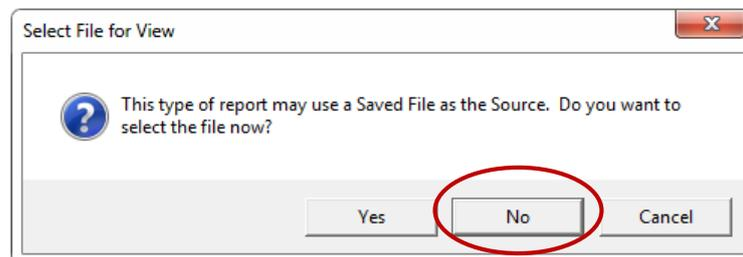 Select File for View
This type of report may use a Saved File as the Source.  Do you want to
select the file now?
Yes
No
Cancel